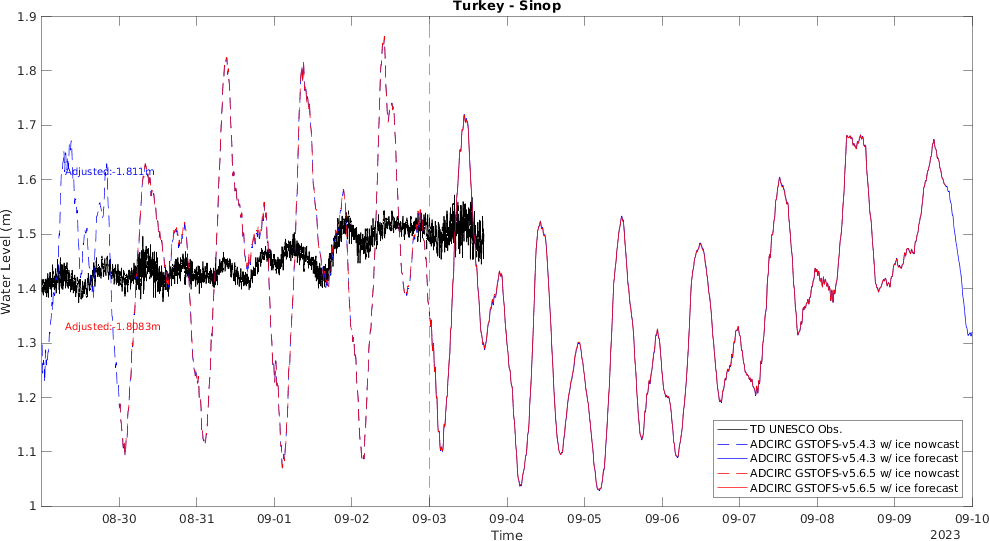 Turkey - Sinop
Water Level (m)
1.9
1.8
1.7
1.6
1.5
1.4
1.3
1.2
1.1
1
Adjusted:-1.811m
Adjusted:-1.8083m
TD UNESCO Obs.
ADCIRC GSTOFS-v5.4.3 w/ ice nowcast
ADCIRC GSTOFS-v5.4.3 w/ ice forecast
ADCIRC GSTOFS-v5.6.5 w/ ice nowcast
ADCIRC GSTOFS-v5.6.5 w/ ice forecast
08-30 08-31 09-01 09-02 09-03 09-04 09-05 09-06 09-07 09-08 09-09 09-10
Time
2023